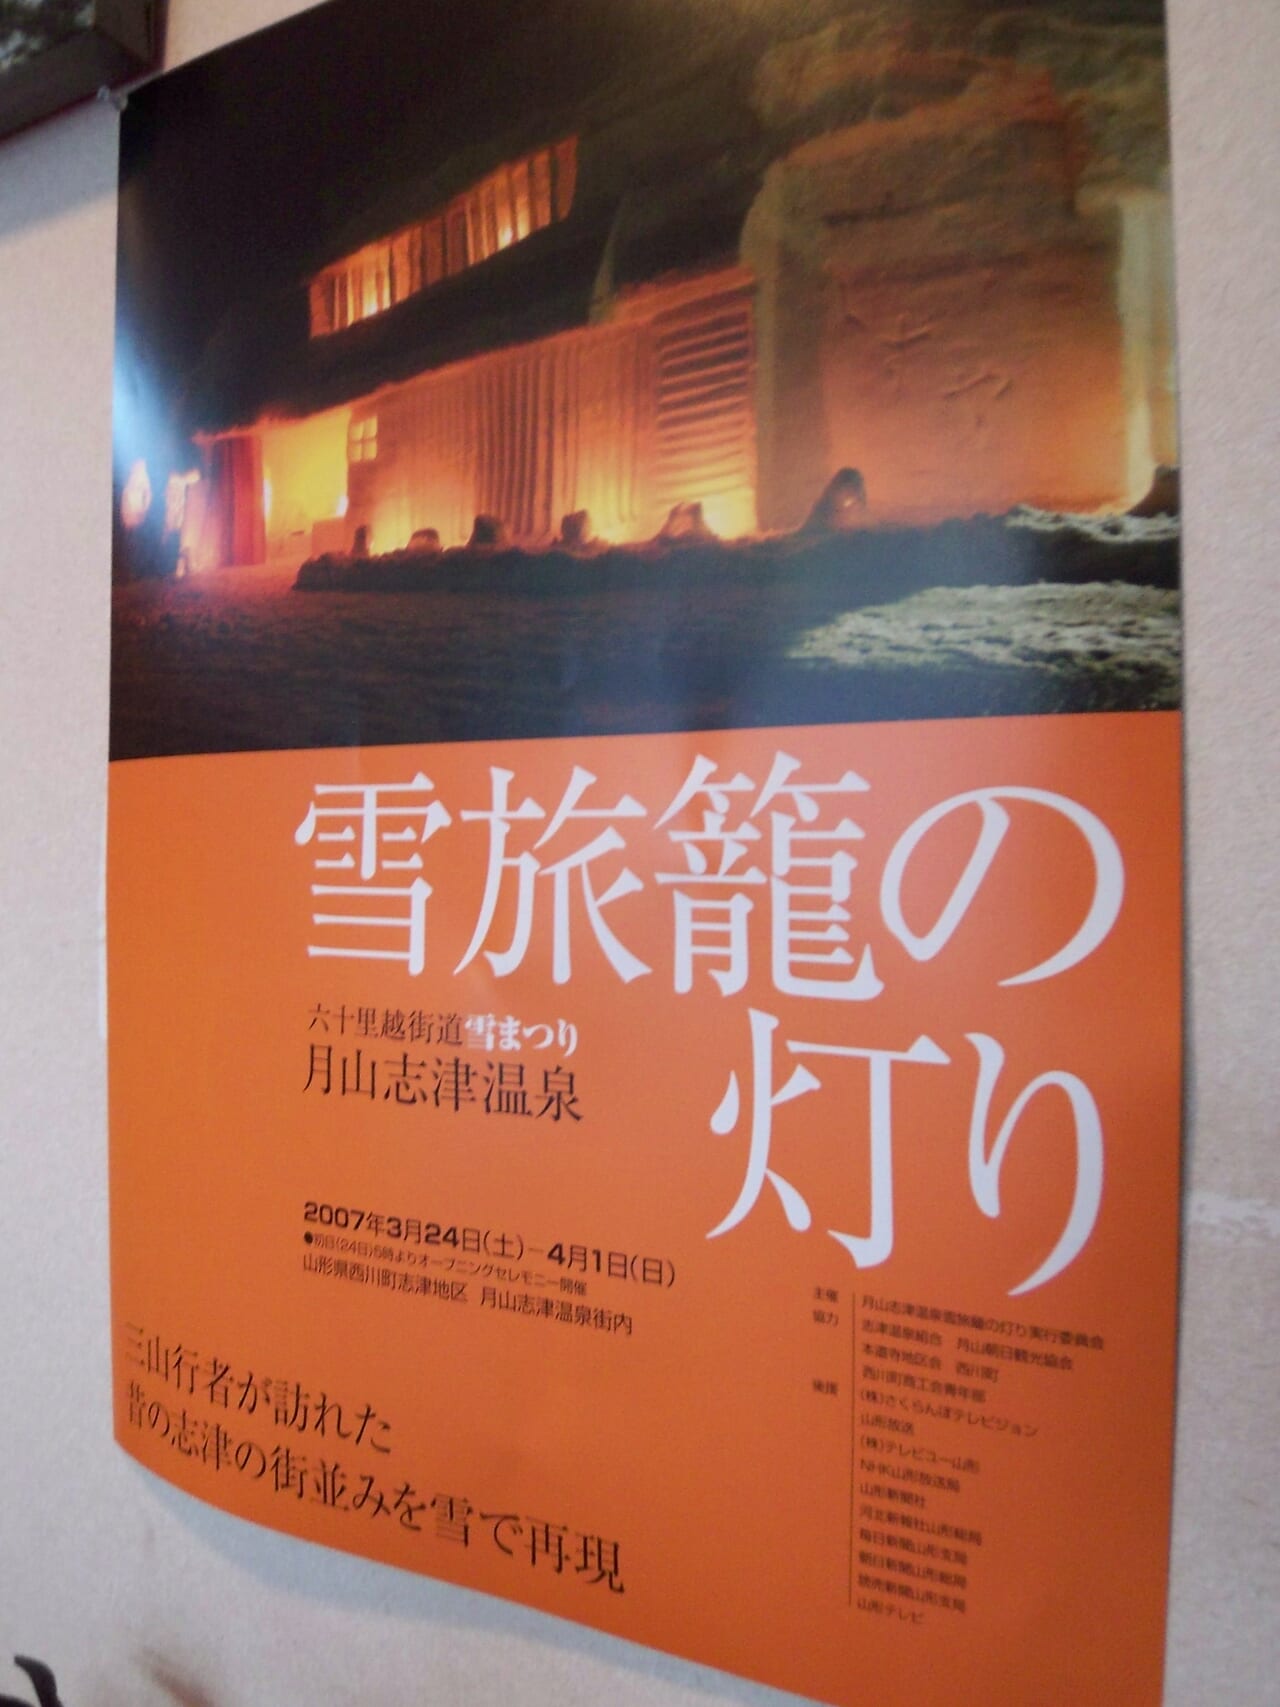 雪旅籠の
灯り
六十里越街道雪まつり
月山志津温泉
2007年3月24日(土)-4月1日(日)
●初日(24日)6時よりオープニングセレモニー開催
山形県西川町志津地区 月山志津温泉街内
三山行者が訪れた
昔の志津の街並みを雪で再現
主催 月山志津温泉雪旅籠の灯り実行委員会
協力 志津温泉組合 月山朝日観光協会
本道寺地区会 西川町
西川町商工会青年部
後援 (株)さくらんぼテレビジョン
山形放送
(株)テレビユー山形
NHK山形放送局
山形新聞社
河北新報社山形総局
毎日新聞山形支局
朝日新聞山形総局
読売新聞山形支局
山形テレビ